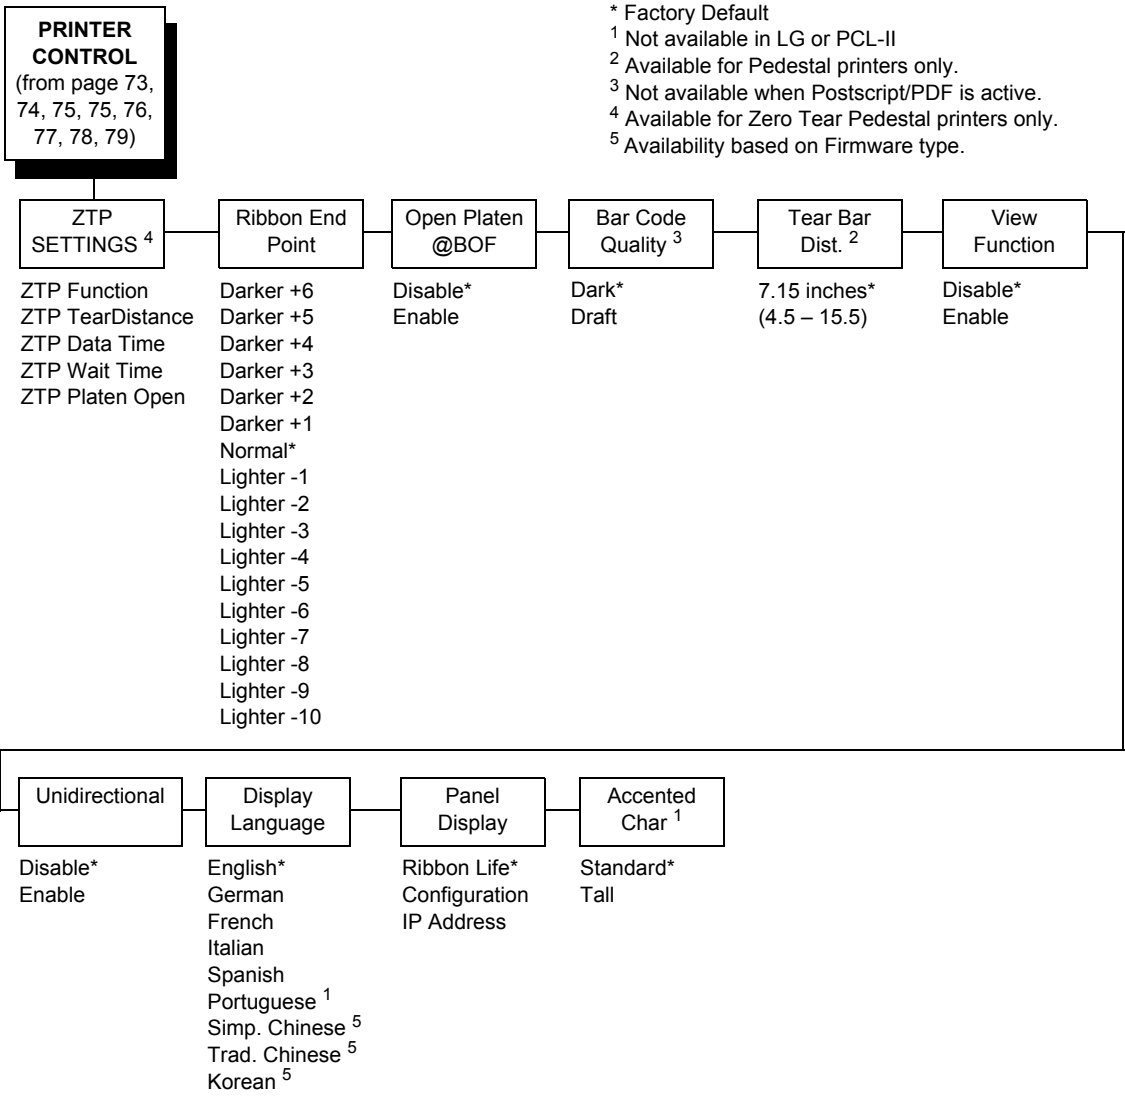 PRINTER
CONTROL
(from page 73,
74, 75, 75, 76,
77, 78, 79)
* Factory Default
1 Not available in LG or PCL-II
2 Available for Pedestal printers only.
3 Not available when Postscript/PDF is active.
4 Available for Zero Tear Pedestal printers only.
5 Availability based on Firmware type.
ZTP
SETTINGS 4
ZTP Function
ZTP TearDistance
ZTP Data Time
ZTP Wait Time
ZTP Platen Open
Ribbon End
Point
Darker +6
Darker +5
Darker +4
Darker +3
Darker +2
Darker +1
Normal*
Lighter -1
Lighter -2
Lighter -3
Lighter -4
Lighter -5
Lighter -6
Lighter -7
Lighter -8
Lighter -9
Lighter -10
Open Platen
@BOF
Disable*
Enable
Bar Code
Quality 3
Dark*
Draft
Tear Bar
Dist. 2
7.15 inches*
(4.5 – 15.5)
View
Function
Disable*
Enable
Unidirectional
Disable*
Enable
Display
Language
English*
German
French
Italian
Spanish
Portuguese 1
Simp. Chinese 5
Trad. Chinese 5
Korean 5
Panel
Display
Ribbon Life*
Configuration
IP Address
Accented
Char 1
Standard*
Tall